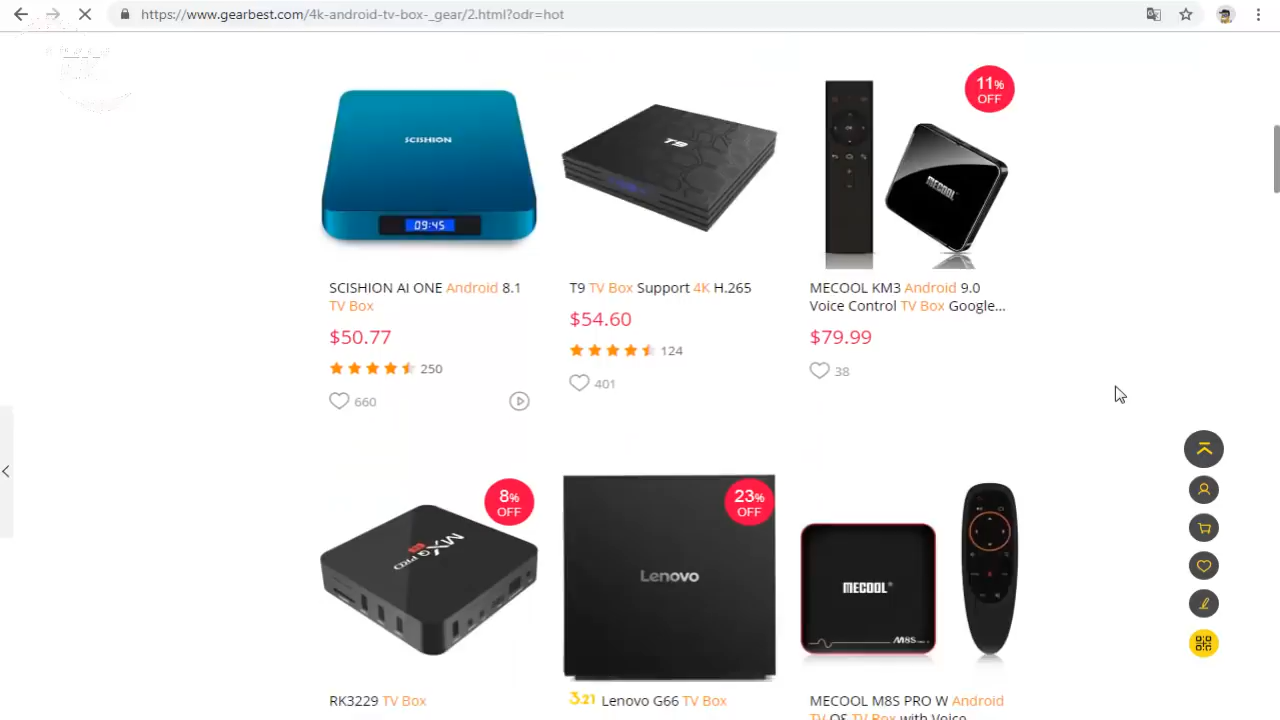 https://www.gearbest.com/4k-android-tv-box-_gear/2.html?odr=hot
SCISHION
09:45
T9
MECOOL
11%
OFF
SCISHION AI ONE Android 8.1
TV Box
$50.77
250
660
T9 TV Box Support 4K H.265
$54.60
124
401
MECOOL KM3 Android 9.0
Voice Control TV Box Google...
$79.99
38
8%
OFF
MXQ PRO
23%
OFF
Lenovo
MECOOL
M8S
RK3229 TV Box
3.21 Lenovo G66 TV Box
MECOOL M8S PRO W Android
TV OS TV Box with Voice